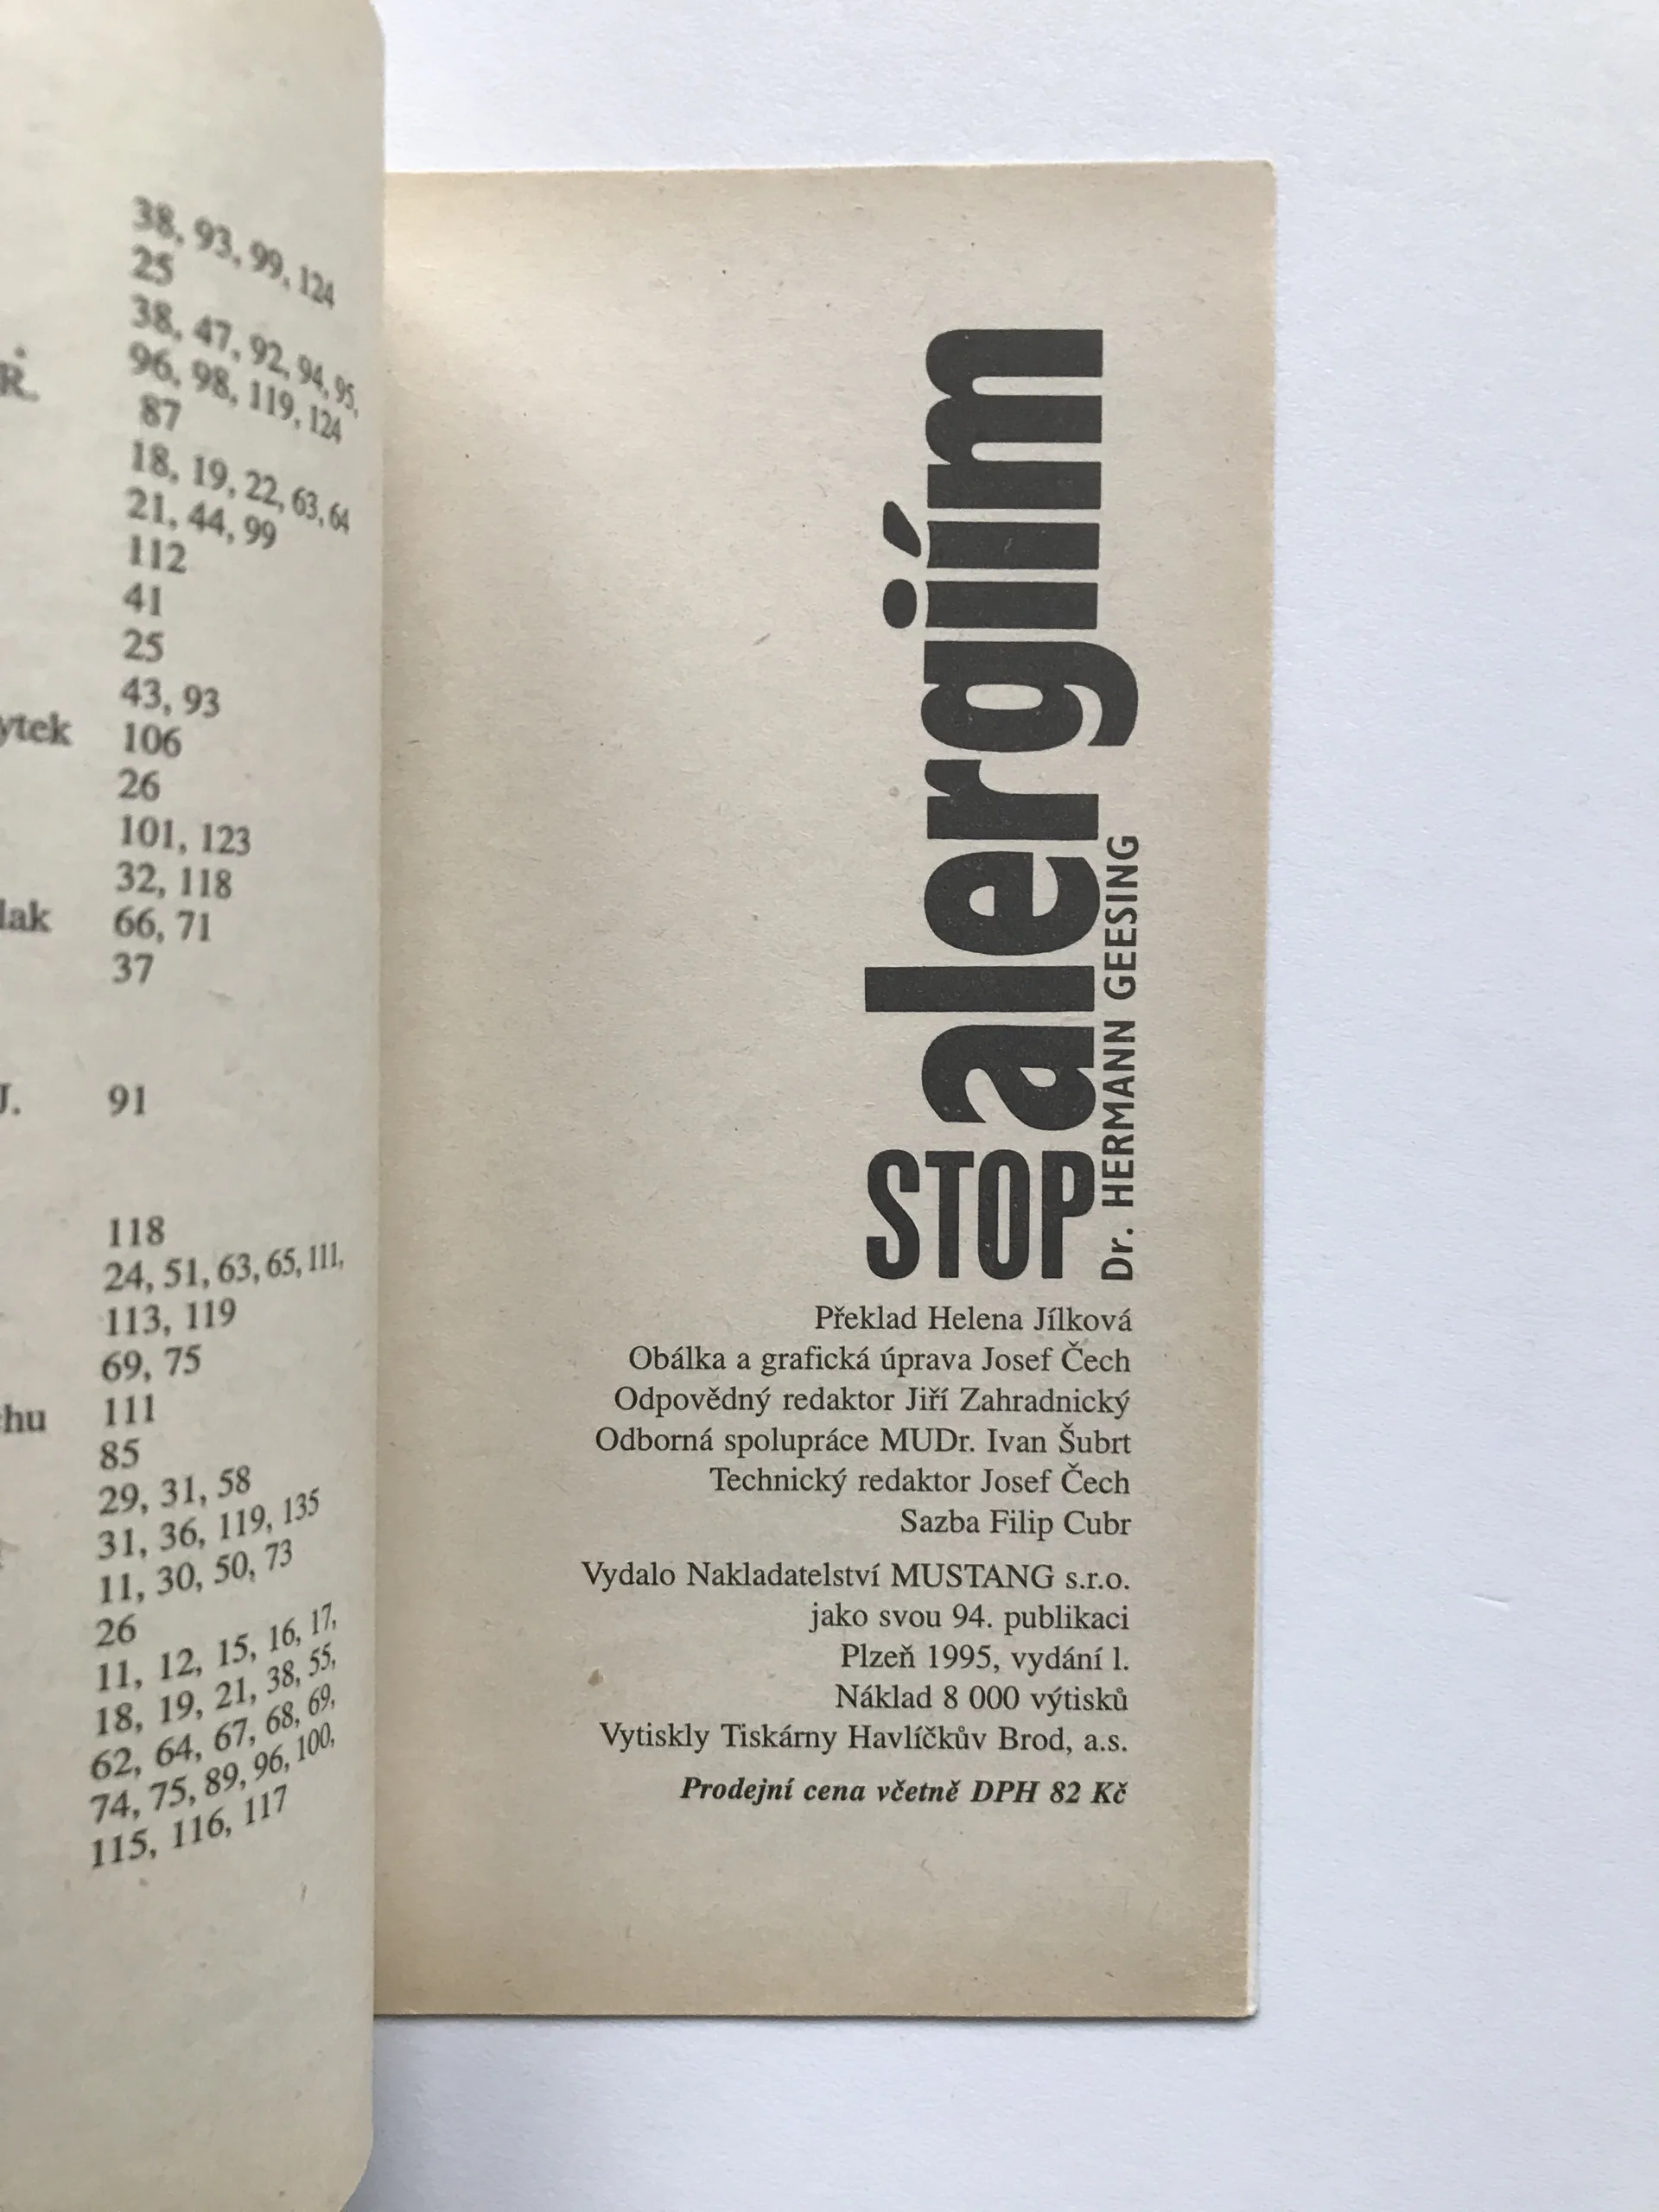 38, 93, 99, 124
25
38, 47, 92, 94, 95,
R. 96, 98, 119, 124
87
18, 19, 22, 63, 64
21, 44, 99
112
41
25
43, 93
ytek 106
26
101, 123
32, 118
lak 66, 71
37
J. 91
118
24, 51, 63, 65, 111,
113, 119
69, 75
chu 111
85
29, 31, 58
31, 36, 119, 135
11, 30, 50, 73
26
11, 12, 15, 16, 17,
18, 19, 21, 38, 55,
62, 64, 67, 68, 69,
74, 75, 89, 96, 100,
115, 116, 117
STOP alergiím
Dr. HERMANN GEESING
Překlad Helena Jílková
Obálka a grafická úprava Josef Čech
Odpovědný redaktor Jiří Zahradnický
Odborná spolupráce MUDr. Ivan Šubrt
Technický redaktor Josef Čech
Sazba Filip Cubr
Vydalo Nakladatelství MUSTANG s.r.o.
jako svou 94. publikaci
Plzeň 1995, vydání l.
Náklad 8 000 výtisků
Vytiskly Tiskárny Havlíčkův Brod, a.s.
Prodejní cena včetně DPH 82 Kč